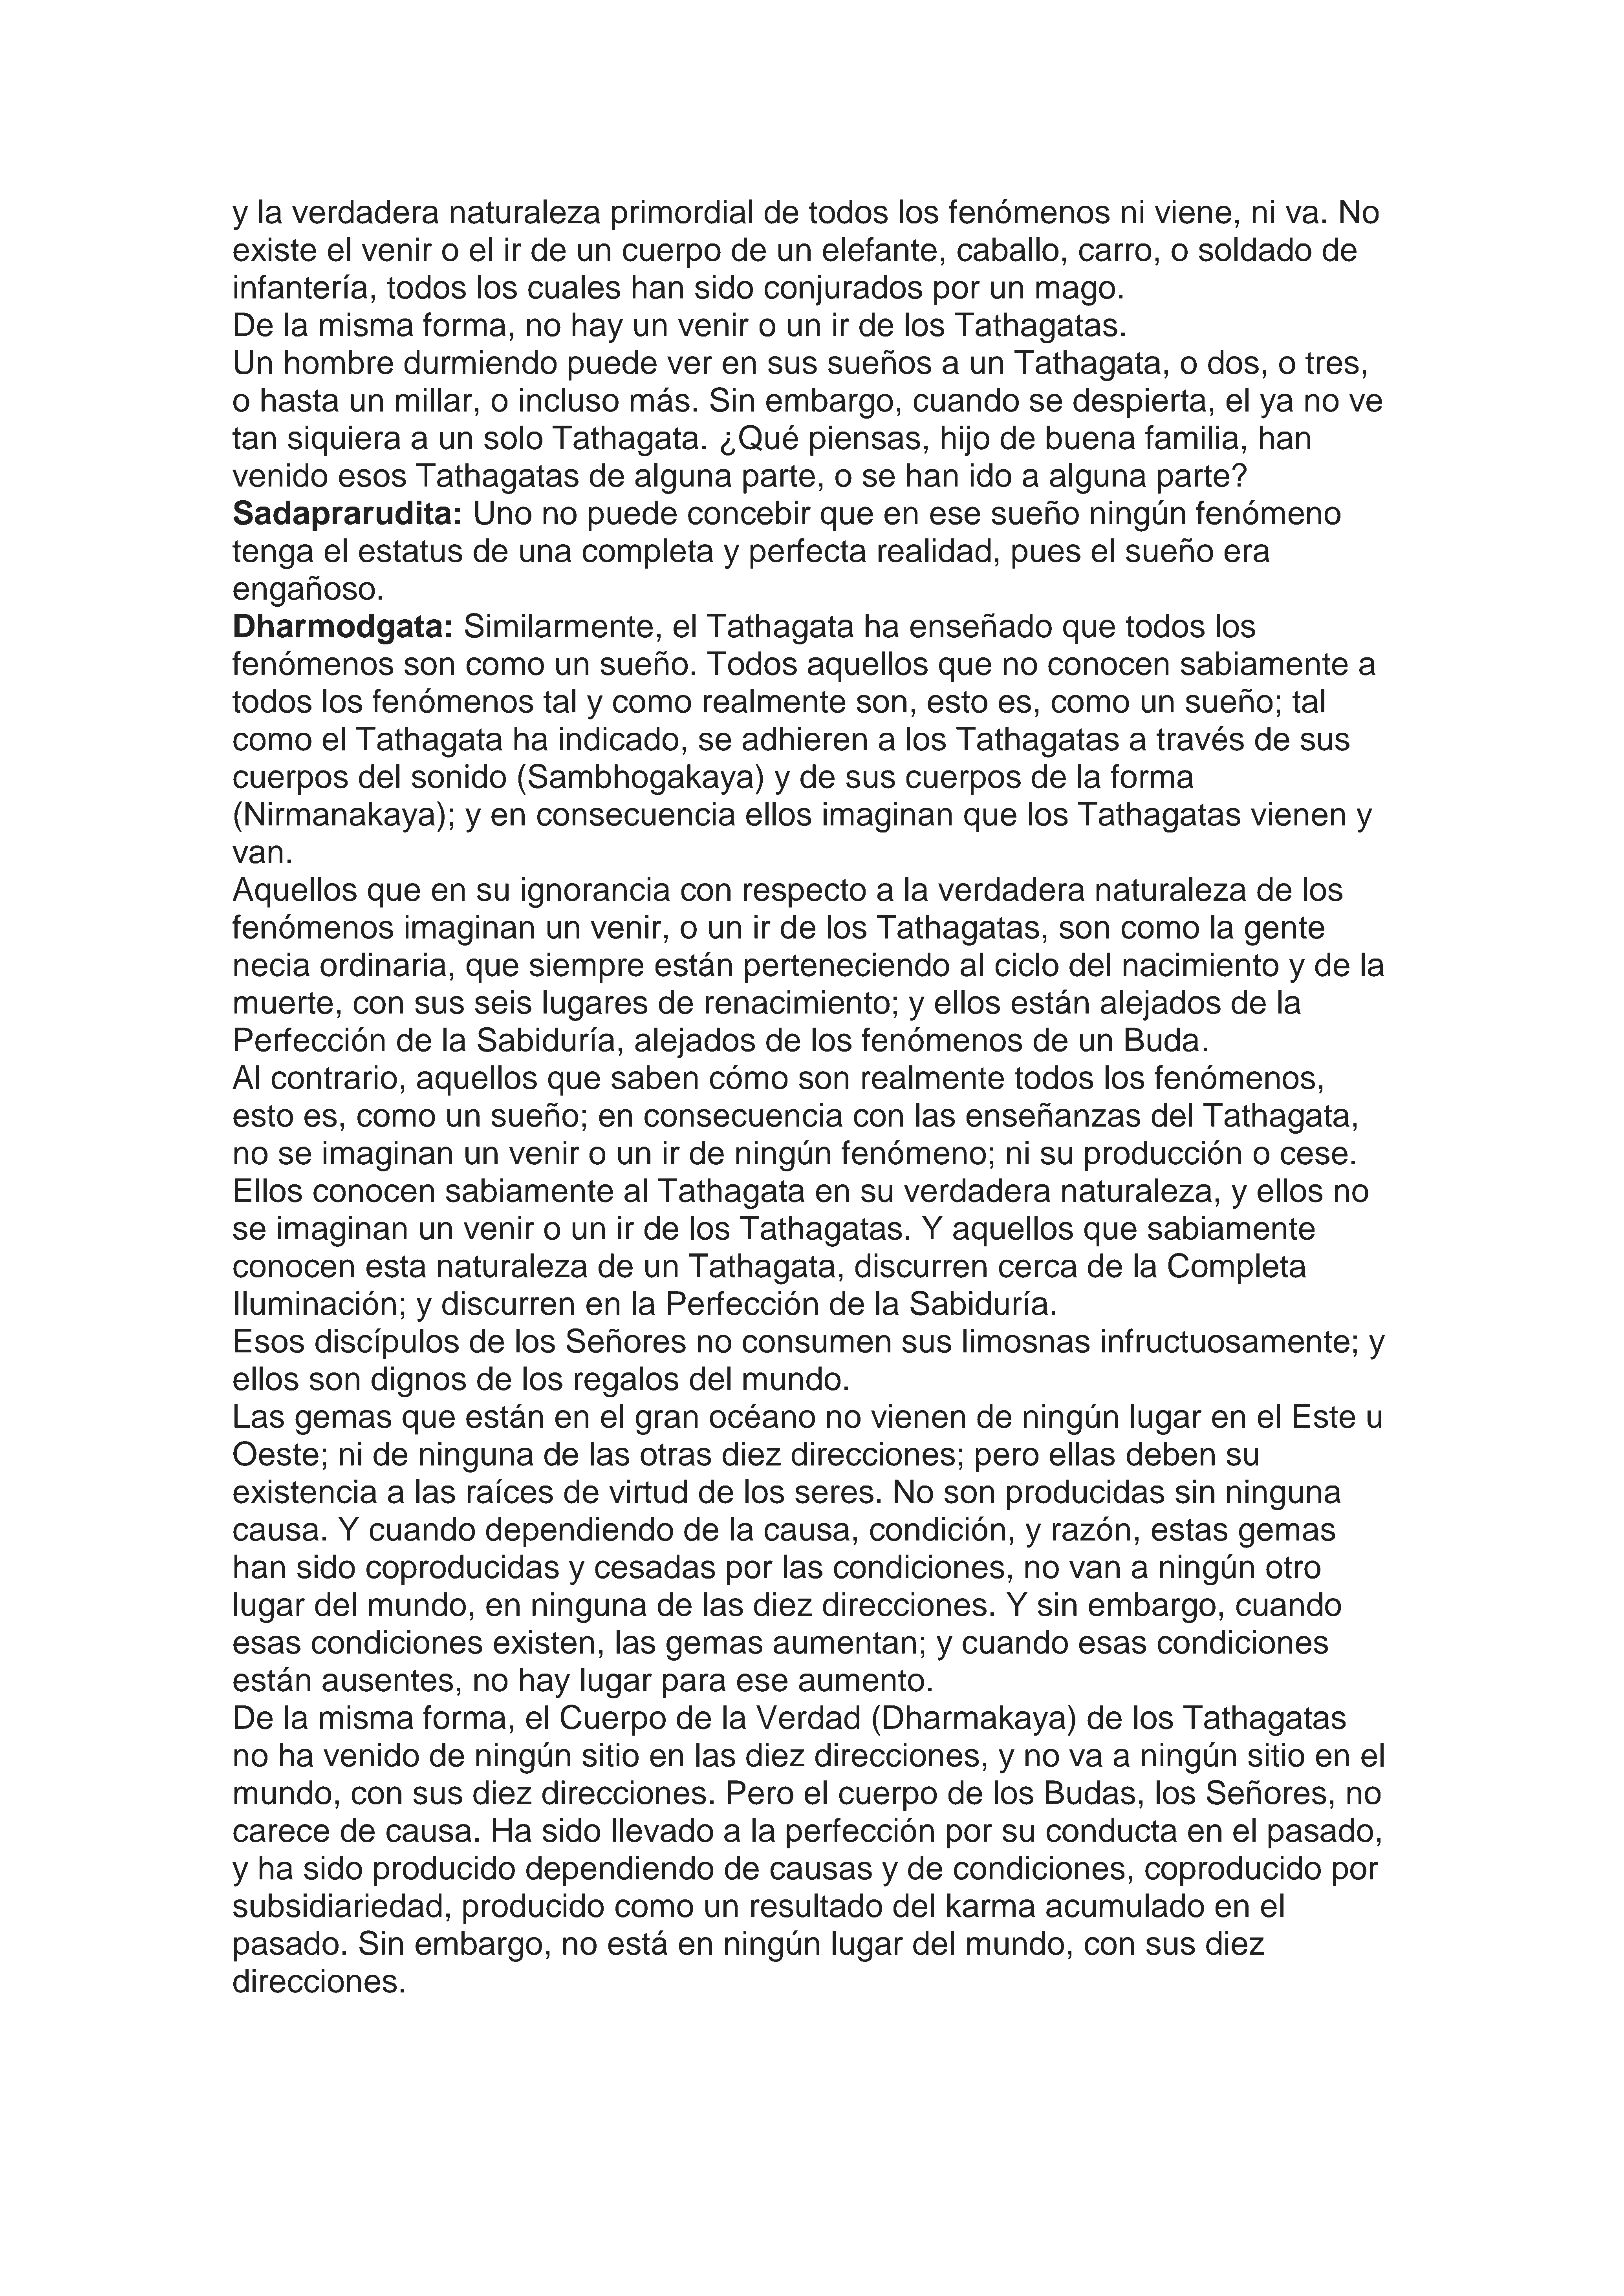 y la verdadera naturaleza primordial de todos los fenómenos ni viene, ni va. No
existe el venir o el ir de un cuerpo de un elefante, caballo, carro, o soldado de
infantería, todos los cuales han sido conjurados por un mago.
De la misma forma, no hay un venir o un ir de los Tathagatas.
Un hombre durmiendo puede ver en sus sueños a un Tathagata, o dos, o tres,
o hasta un millar, o incluso más. Sin embargo, cuando se despierta, el ya no ve
tan siquiera a un solo Tathagata. ¿Qué piensas, hijo de buena familia, han
venido esos Tathagatas de alguna parte, o se han ido a alguna parte?
Sadaprarudita: Uno no puede concebir que en ese sueño ningún fenómeno
tenga el estatus de una completa y perfecta realidad, pues el sueño era
engañoso.
Dharmodgata: Similarmente, el Tathagata ha enseñado que todos los
fenómenos son como un sueño. Todos aquellos que no conocen sabiamente a
todos los fenómenos tal y como realmente son, esto es, como un sueño; tal
como el Tathagata ha indicado, se adhieren a los Tathagatas a través de sus
cuerpos del sonido (Sambhogakaya) y de sus cuerpos de la forma
(Nirmanakaya); y en consecuencia ellos imaginan que los Tathagatas vienen y
van.
Aquellos que en su ignorancia con respecto a la verdadera naturaleza de los
fenómenos imaginan un venir, o un ir de los Tathagatas, son como la gente
necia ordinaria, que siempre están perteneciendo al ciclo del nacimiento y de la
muerte, con sus seis lugares de renacimiento; y ellos están alejados de la
Perfección de la Sabiduría, alejados de los fenómenos de un Buda.
Al contrario, aquellos que saben cómo son realmente todos los fenómenos,
esto es, como un sueño; en consecuencia con las enseñanzas del Tathagata,
no se imaginan un venir o un ir de ningún fenómeno; ni su producción o cese.
Ellos conocen sabiamente al Tathagata en su verdadera naturaleza, y ellos no
se imaginan un venir o un ir de los Tathagatas. Y aquellos que sabiamente
conocen esta naturaleza de un Tathagata, discurren cerca de la Completa
Iluminación; y discurren en la Perfección de la Sabiduría.
Esos discípulos de los Señores no consumen sus limosnas infructuosamente; y
ellos son dignos de los regalos del mundo.
Las gemas que están en el gran océano no vienen de ningún lugar en el Este u
Oeste; ni de ninguna de las otras diez direcciones; pero ellas deben su
existencia a las raíces de virtud de los seres. No son producidas sin ninguna
causa. Y cuando dependiendo de la causa, condición, y razón, estas gemas
han sido coproducidas y cesadas por las condiciones, no van a ningún otro
lugar del mundo, en ninguna de las diez direcciones. Y sin embargo, cuando
esas condiciones existen, las gemas aumentan; y cuando esas condiciones
están ausentes, no hay lugar para ese aumento.
De la misma forma, el Cuerpo de la Verdad (Dharmakaya) de los Tathagatas
no ha venido de ningún sitio en las diez direcciones, y no va a ningún sitio en el
mundo, con sus diez direcciones. Pero el cuerpo de los Budas, los Señores, no
carece de causa. Ha sido llevado a la perfección por su conducta en el pasado,
y ha sido producido dependiendo de causas y de condiciones, coproducido por
subsidiariedad, producido como un resultado del karma acumulado en el
pasado. Sin embargo, no está en ningún lugar del mundo, con sus diez
direcciones.